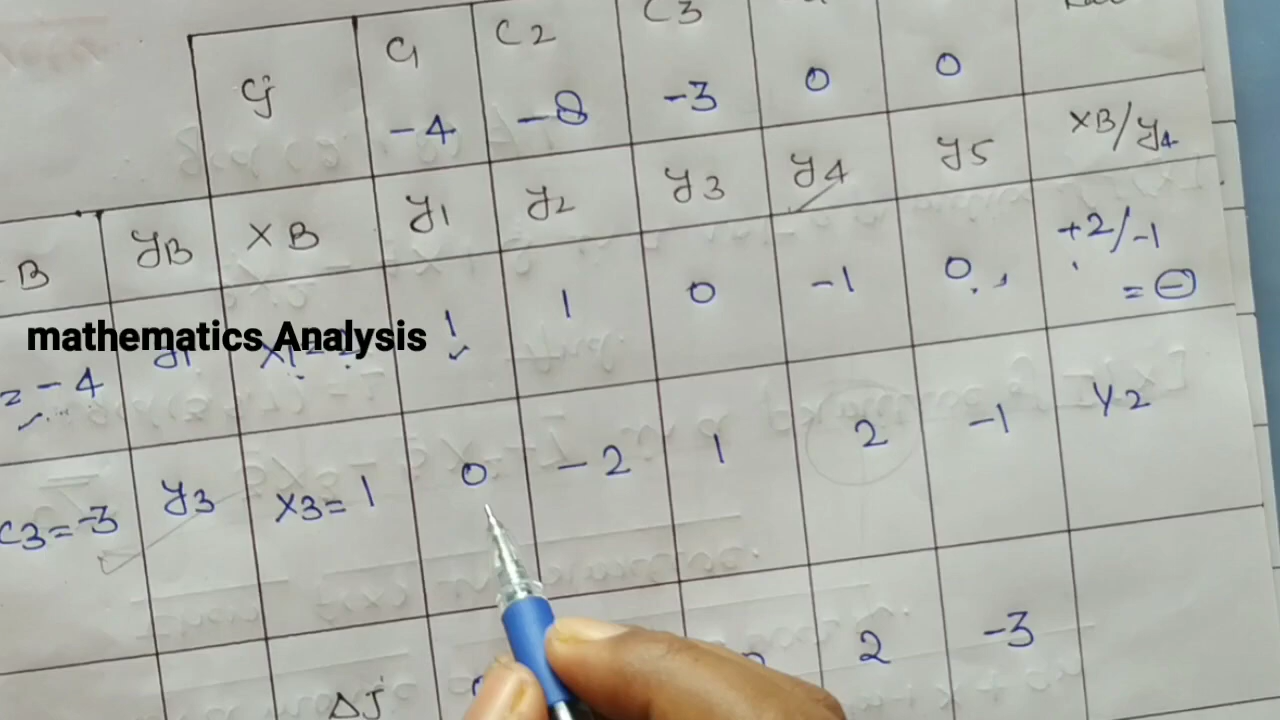 C1 C2 C3
Cj -4 -8 -3 0 0
B yB XB y1 y2 y3 y4 y5 XB/y4
= -4 y1 1 1 0 -1 0 +2/-1
= -
mathematics Analysis
C3=-3 y3 X3=1 0 -2 1 2 -1 Y2
Δj 2 -3